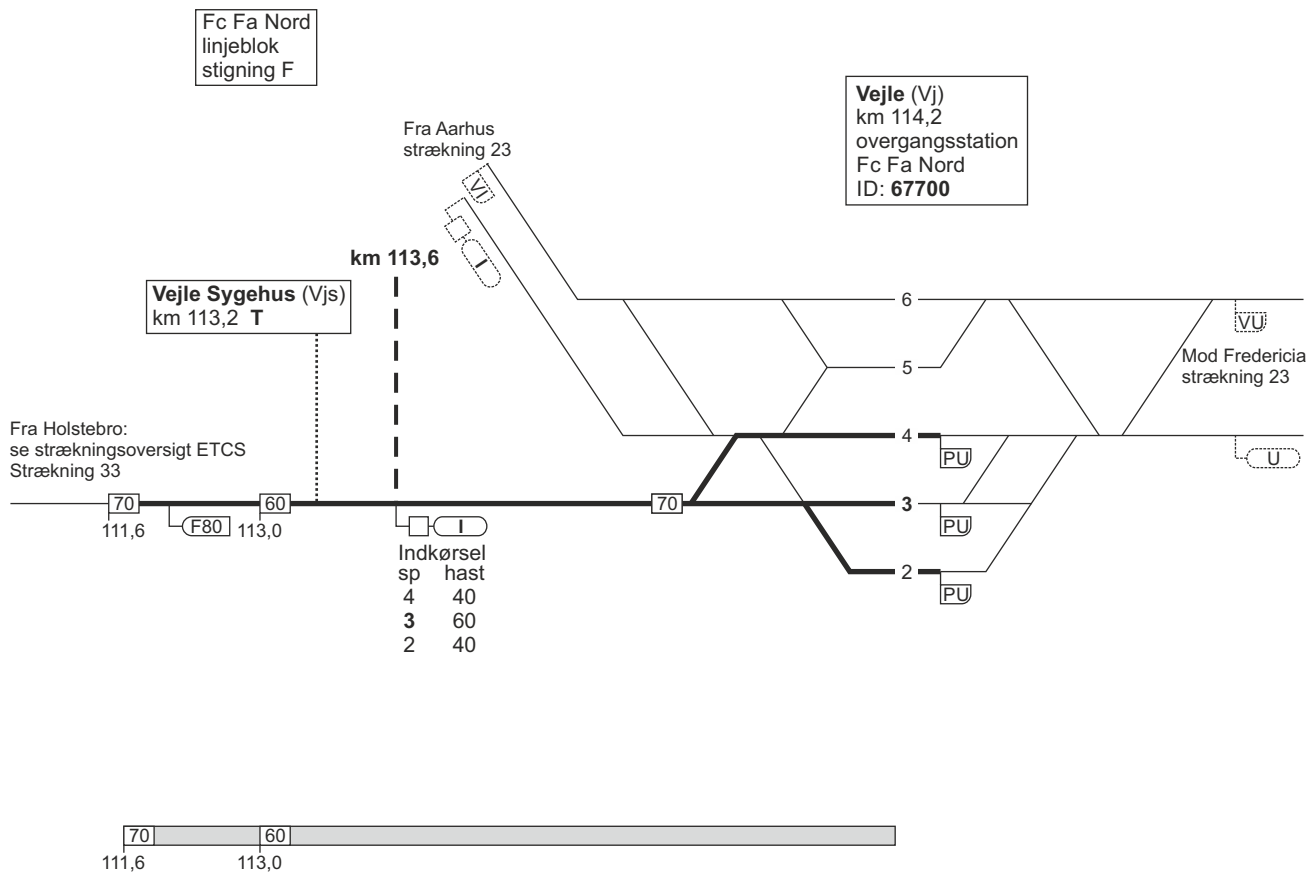 Fc Fa Nord
linjeblok
stigning F
Vejle (Vj)
km 114,2
overgangsstation
Fc Fa Nord
ID: 67700
Fra Aarhus
strækning 23
VI
I
km 113,6
Vejle Sygehus (Vjs)
km 113,2 T
6
VU
5
Mod Fredericia
strækning 23
Fra Holstebro:
se strækningsoversigt ETCS
Strækning 33
4
PU
U
70
60
70
3
111,6
F80
113,0
I
PU
Indkørsel
sp hast
4 40
3 60
2 40
2
PU
70
60
111,6
113,0